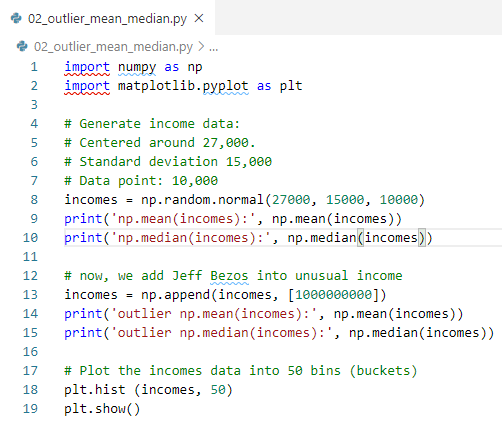 02_outlier_mean_median.py ×
02_outlier_mean_median.py > ...
1 import numpy as np
2 import matplotlib.pyplot as plt
3
4 # Generate income data:
5 # Centered around 27,000.
6 # Standard deviation 15,000
7 # Data point: 10,000
8 incomes = np.random.normal(27000, 15000, 10000)
9 print('np.mean(incomes):', np.mean(incomes))
10 print('np.median(incomes):', np.median(incomes))
11
12 # now, we add Jeff Bezos into unusual income
13 incomes = np.append(incomes, [1000000000])
14 print('outlier np.mean(incomes):', np.mean(incomes))
15 print('outlier np.median(incomes):', np.median(incomes))
16
17 # Plot the incomes data into 50 bins (buckets)
18 plt.hist (incomes, 50)
19 plt.show()